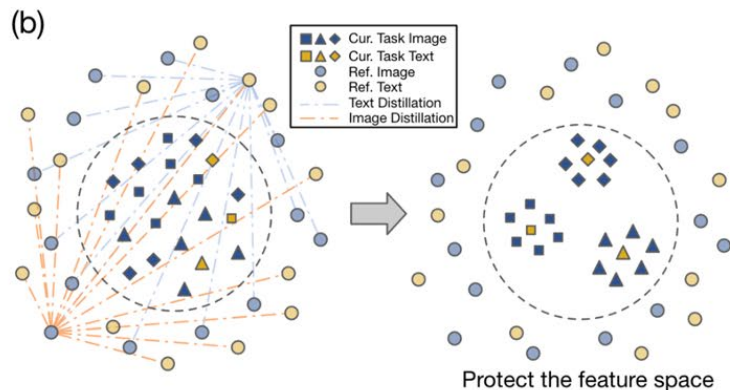 (b)
Cur. Task Image
Cur. Task Text
Ref. Image
Ref. Text
Text Distillation
Image Distillation
Protect the feature space